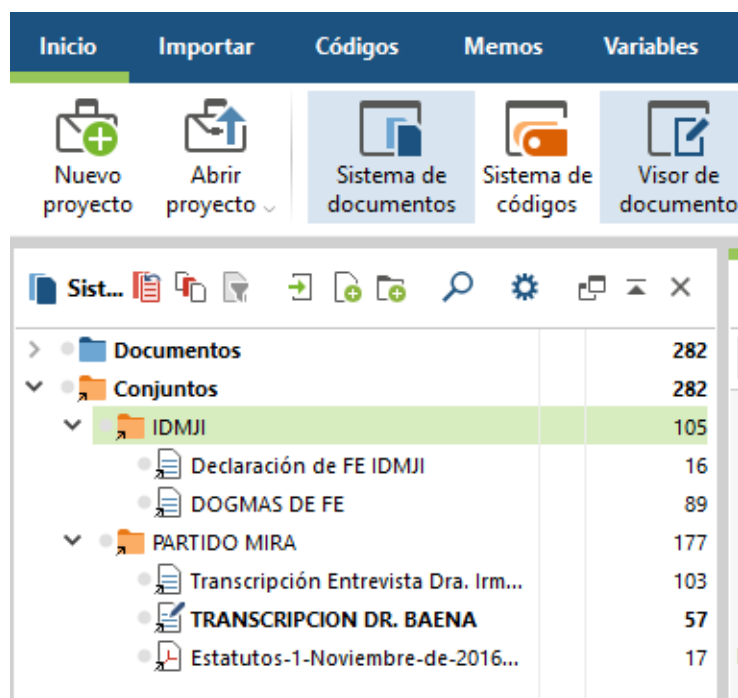 Inicio Importar Códigos Memos Variables
Nuevo proyecto
Abrir proyecto
Sistema de documentos
Sistema de códigos
Visor de documento
Sist...
Documentos 282
Conjuntos 282
IDMJI 105
Declaración de FE IDMJI 16
DOGMAS DE FE 89
PARTIDO MIRA 177
Transcripción Entrevista Dra. Irm... 103
TRANSCRIPCION DR. BAENA 57
Estatutos-1-Noviembre-de-2016... 17